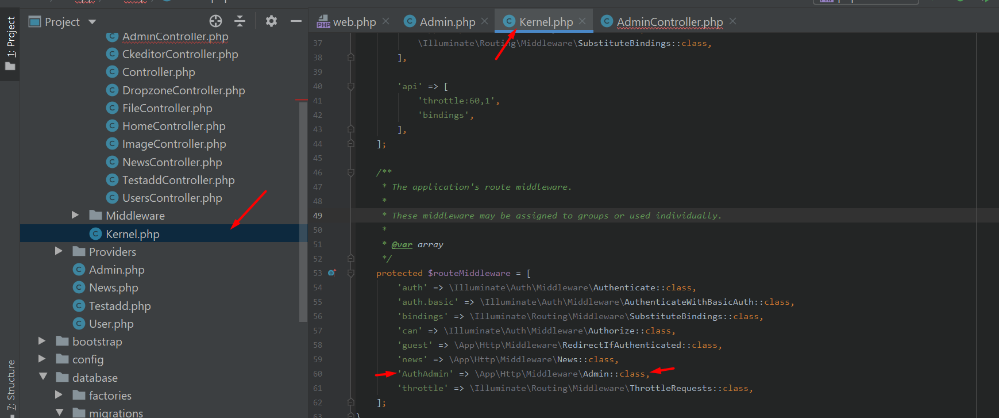 1: Project
Project
AdminController.php
CkeditorController.php
Controller.php
DropzoneController.php
FileController.php
HomeController.php
ImageController.php
NewsController.php
TestaddController.php
UsersController.php
Middleware
Kernel.php
Providers
Admin.php
News.php
Testadd.php
User.php
bootstrap
config
database
factories
migrations
7: Structure
web.php
Admin.php
Kernel.php
AdminController.php
37 \Illuminate\Routing\Middleware\SubstituteBindings::class,
38 ],
39
40 'api' => [
41 'throttle:60,1',
42 'bindings',
43 ],
44 ];
45
46 /**
47 * The application's route middleware.
48 *
49 * These middleware may be assigned to groups or used individually.
50 *
51 * @var array
52 */
53 protected $routeMiddleware = [
54 'auth' => \Illuminate\Auth\Middleware\Authenticate::class,
55 'auth.basic' => \Illuminate\Auth\Middleware\AuthenticateWithBasicAuth::class,
56 'bindings' => \Illuminate\Routing\Middleware\SubstituteBindings::class,
57 'can' => \Illuminate\Auth\Middleware\Authorize::class,
58 'guest' => \App\Http\Middleware\RedirectIfAuthenticated::class,
59 'news' => \App\Http\Middleware\News::class,
60 'AuthAdmin' => \App\Http\Middleware\Admin::class,
61 'throttle' => \Illuminate\Routing\Middleware\ThrottleRequests::class,
62 ];
63 }